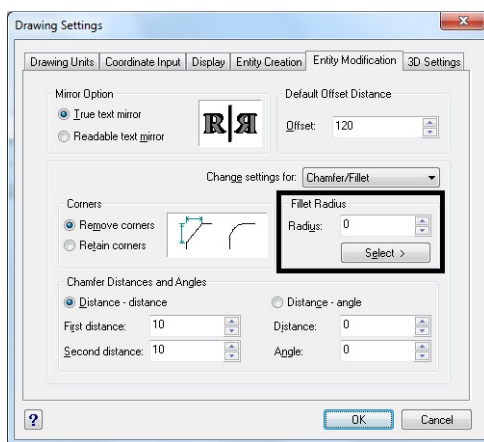 Drawing Settings
Drawing Units Coordinate Input Display Entity Creation Entity Modification 3D Settings
Mirror Option
True text mirror
Readable text mirror
R R
Default Offset Distance
Offset: 120
Change settings for: Chamfer/Fillet
Corners
Remove corners
Retain corners
Fillet Radius
Radius: 0
Select >
Chamfer Distances and Angles
Distance - distance
First distance: 10
Second distance: 10
Distance - angle
Distance: 0
Angle: 0
? OK Cancel